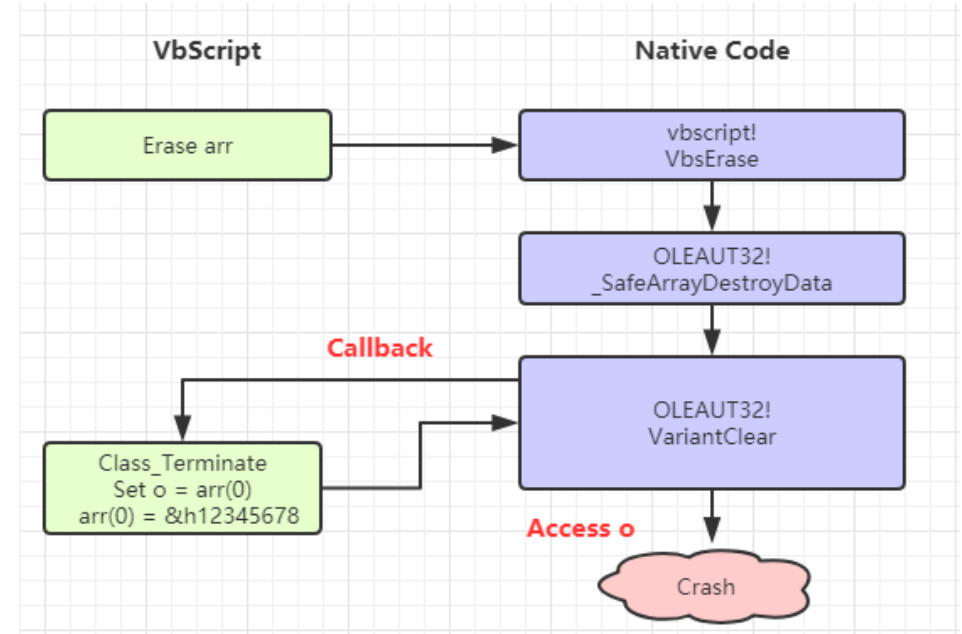 VbScript
Native Code
Erase arr
vbscript!
VbsErase
OLEAUT32!
_SafeArrayDestroyData
Callback
OLEAUT32!
VariantClear
Class_Terminate
Set o = arr(0)
arr(0) = &h12345678
Access o
Crash